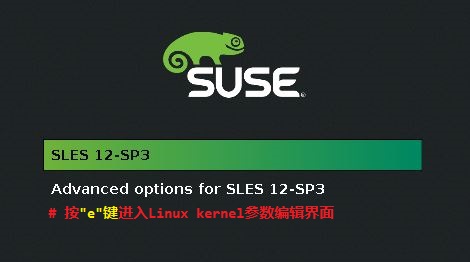 SUSE
SLES 12-SP3
Advanced options for SLES 12-SP3
# 按"e"键进入Linux kernel参数编辑界面